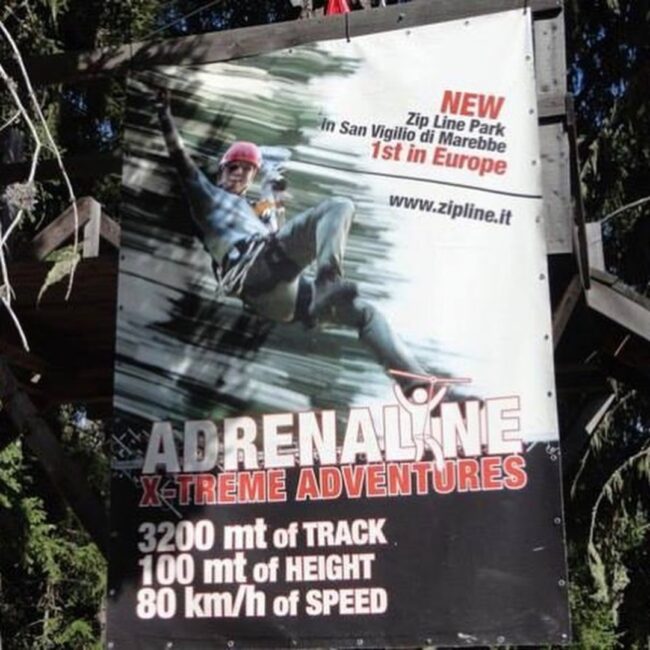 NEW
Zip Line Park
in San Vigilio di Marebbe
1st in Europe
www.zipline.it
ADRENALINE
X-TREME ADVENTURES
3200 mt of TRACK
100 mt of HEIGHT
80 km/h of SPEED